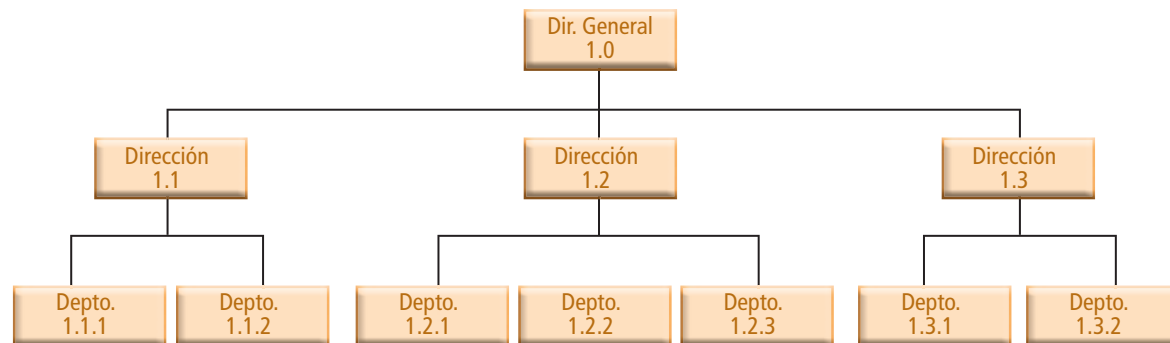 Dir. General
1.0
Dirección
1.1
Dirección
1.2
Dirección
1.3
Depto.
1.1.1
Depto.
1.1.2
Depto.
1.2.1
Depto.
1.2.2
Depto.
1.2.3
Depto.
1.3.1
Depto.
1.3.2